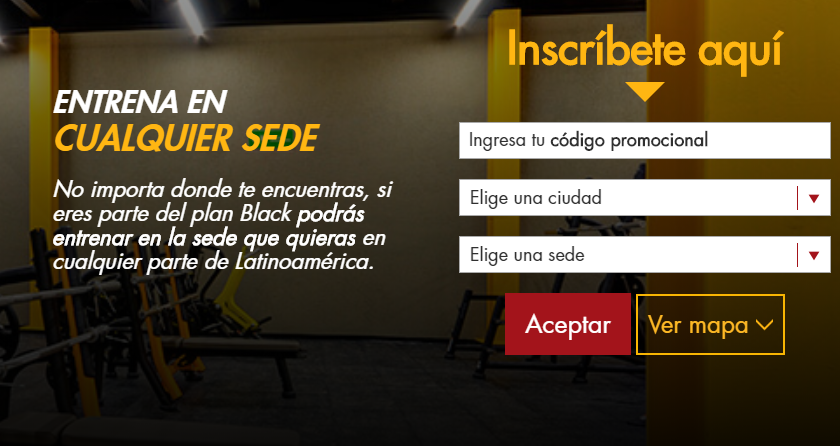 ENTRENA EN
CUALQUIER SEDE
No importa donde te encuentras, si
eres parte del plan Black podrás
entrenar en la sede que quieras en
cualquier parte de Latinoamérica.
Inscríbete aquí
Ingresa tu código promocional
Elige una ciudad
Elige una sede
Aceptar
Ver mapa